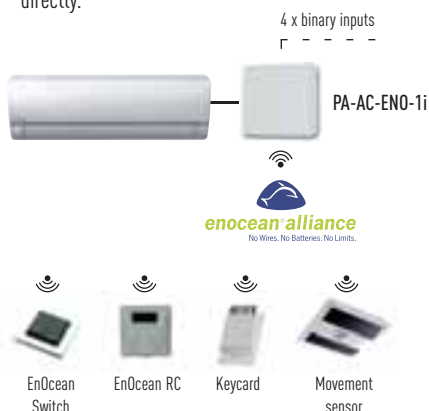 directly.
4 x binary inputs
PA-AC-ENO-1i
enocean alliance
No Wires. No Batteries. No Limits.
EnOcean Switch
EnOcean RC
Keycard
Movement sensor